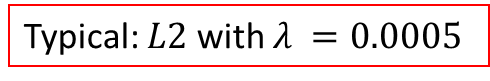 Typical: L2 with λ = 0.0005